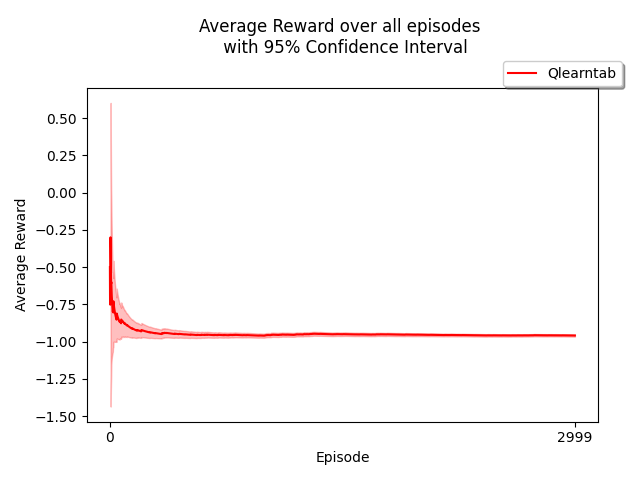 Average Reward over all episodes
with 95% Confidence Interval
Qlearntab
0.50
0.25
0.00
−0.25
−0.50
−0.75
−1.00
−1.25
−1.50
Average Reward
0
2999
Episode